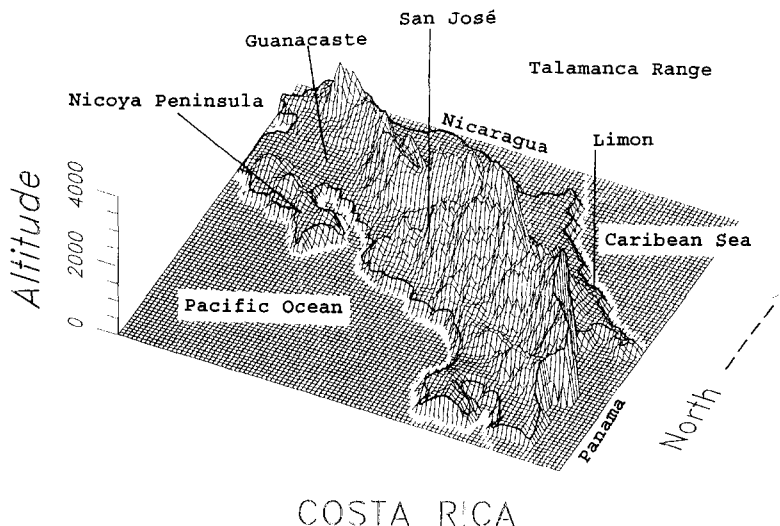 San José
Guanacaste
Talamanca Range
Nicoya Peninsula
Nicaragua
Limon
Altitude
4000
2000
0
Caribean Sea
Pacific Ocean
North
Panama
COSTA RICA